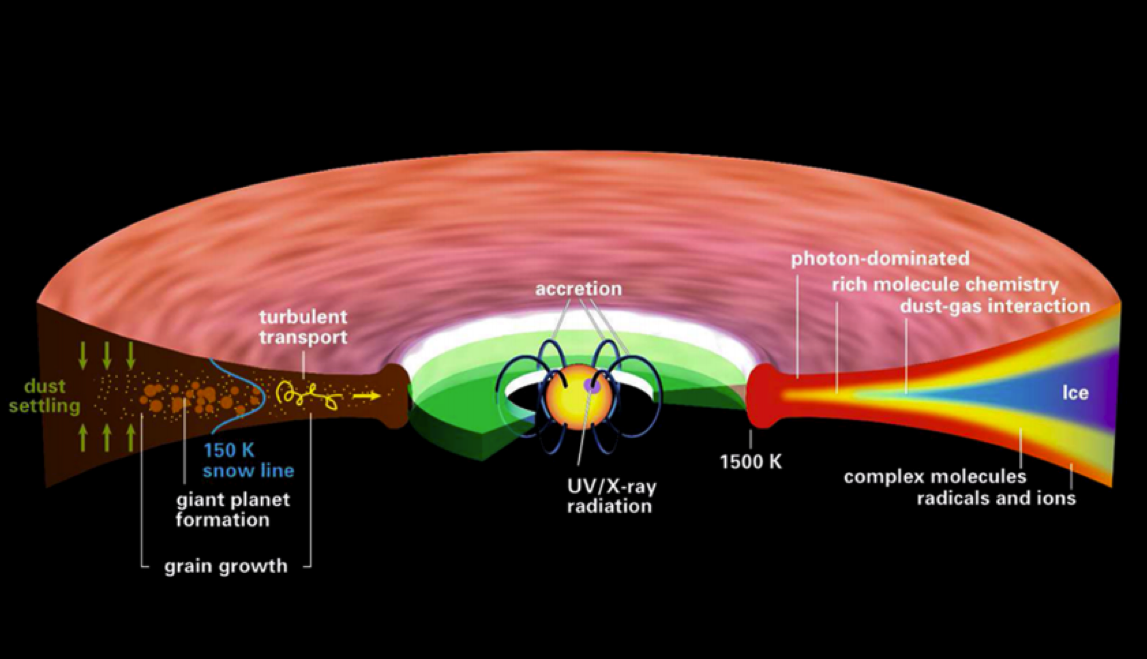 photon-dominated
rich molecule chemistry
dust-gas interaction
accretion
turbulent
transport
dust
settling
Ice
150 K
snow line
1500 K
giant planet
formation
UV/X-ray
radiation
complex molecules
radicals and ions
grain growth